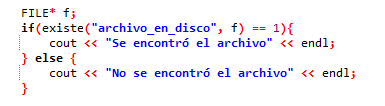 FILE* f;
if(existe("archivo_en_disco", f) == 1){
cout << "Se encontró el archivo" << endl;
} else {
cout << "No se encontró el archivo" << endl;
}